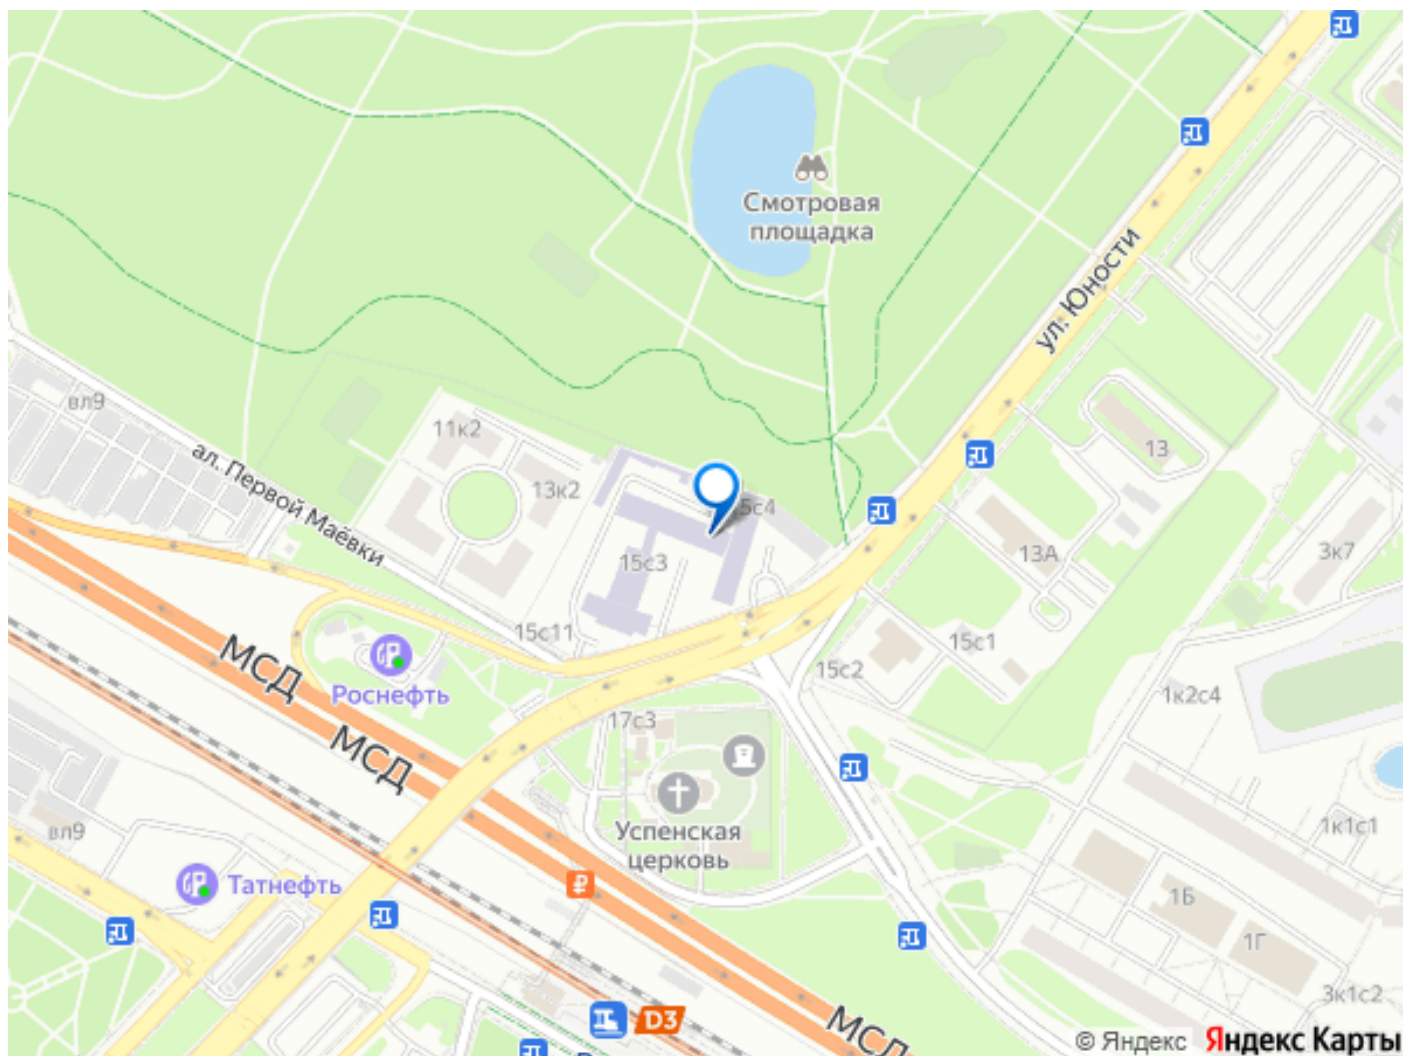 Смотровая
площадка
ул. Юности
вл9
11к2
ал. Первой Маёвки
13к2
15с4
13
13А
3к7
15с3
15с11
15с2
15с1
МСД
Роснефть
1к2с4
17с3
МСД
вл9
Успенская
церковь
1к1с1
Татнефть
1Б
1Г
3к1с2
D3
МСД
© Яндекс
Яндекс Карты